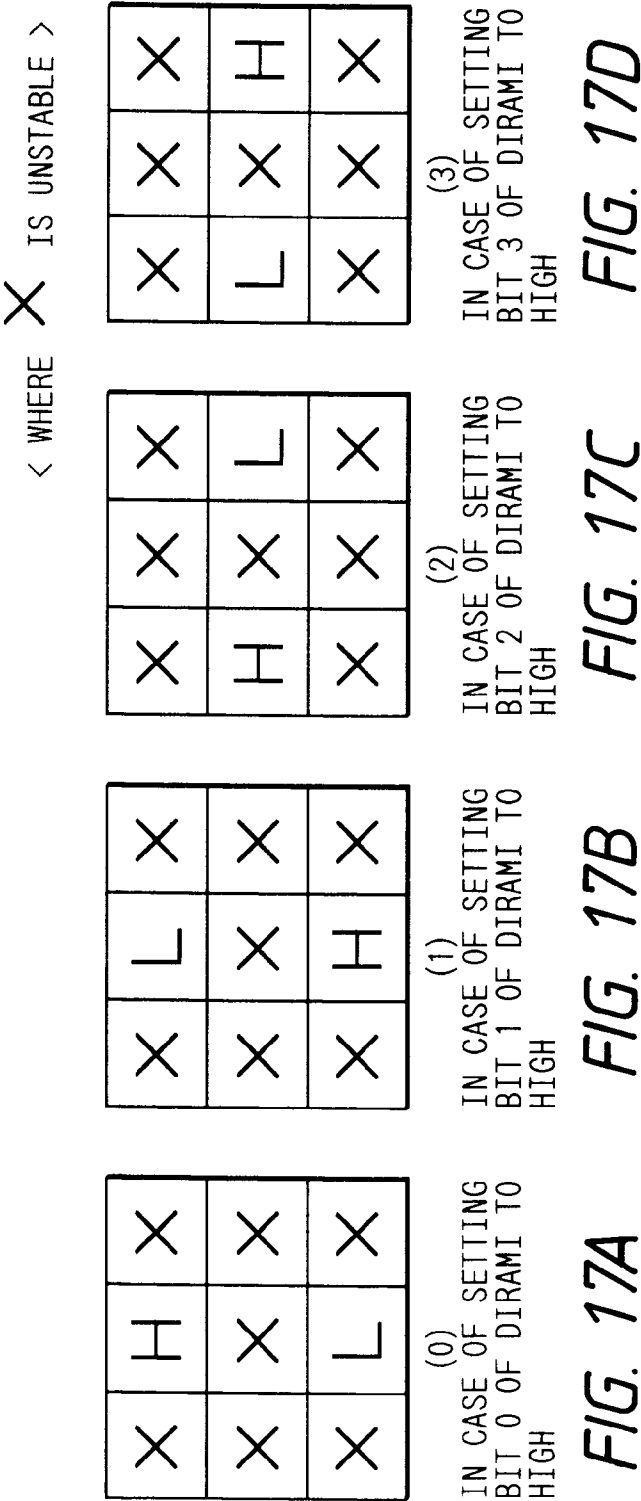 < WHERE X IS UNSTABLE >
X H X
X X X
X L X
(0)
IN CASE OF SETTING
BIT 0 OF DIRAMI TO
HIGH
FIG. 17A
X L X
X X X
X H X
(1)
IN CASE OF SETTING
BIT 1 OF DIRAMI TO
HIGH
FIG. 17B
X X X
H X L
X X X
(2)
IN CASE OF SETTING
BIT 2 OF DIRAMI TO
HIGH
FIG. 17C
X X X
L X H
X X X
(3)
IN CASE OF SETTING
BIT 3 OF DIRAMI TO
HIGH
FIG. 17D